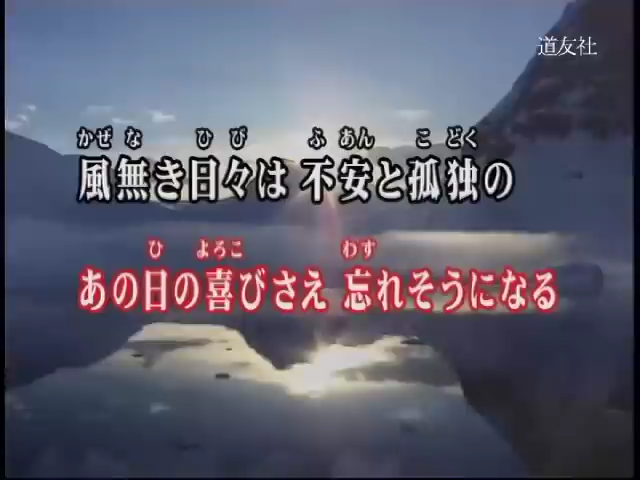 道友社
かぜ な ひ び ふ あん こ どく
風無き日々は 不安と孤独の
ひ よろこ わす
あの日の喜びさえ 忘れそうになる